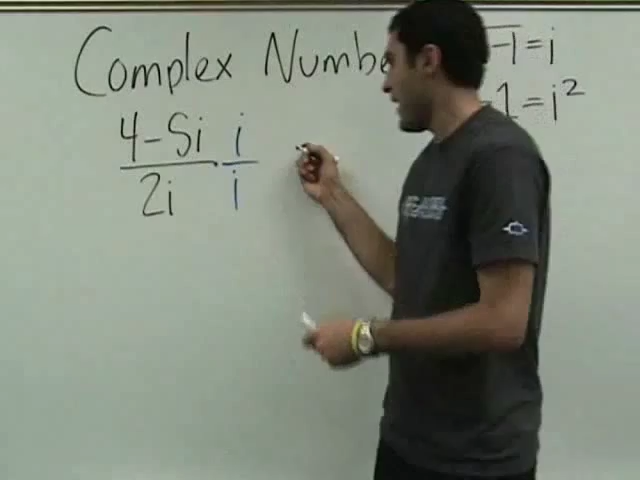 Complex Numbe
√-1 = i
-1 = i²
4-5i / 2i · i / i